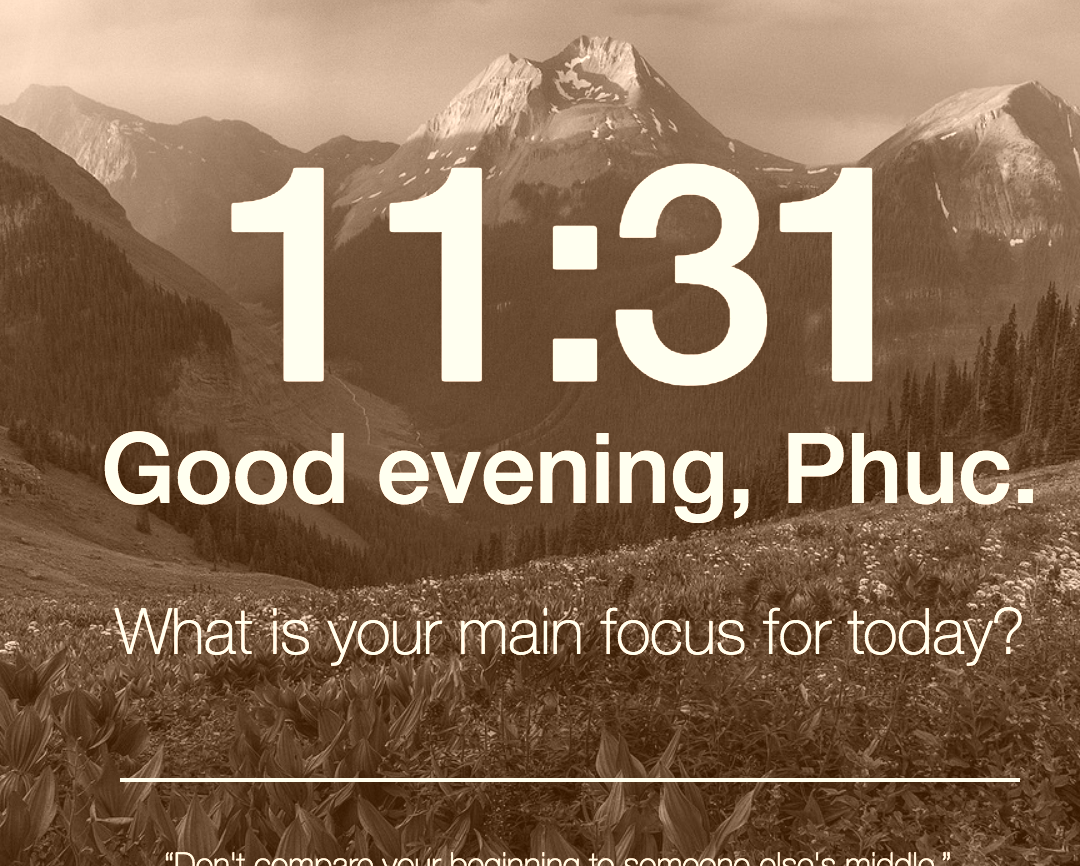 11:31
Good evening, Phuc.
What is your main focus for today?
“Don't compare your beginning to someone else's middle.”